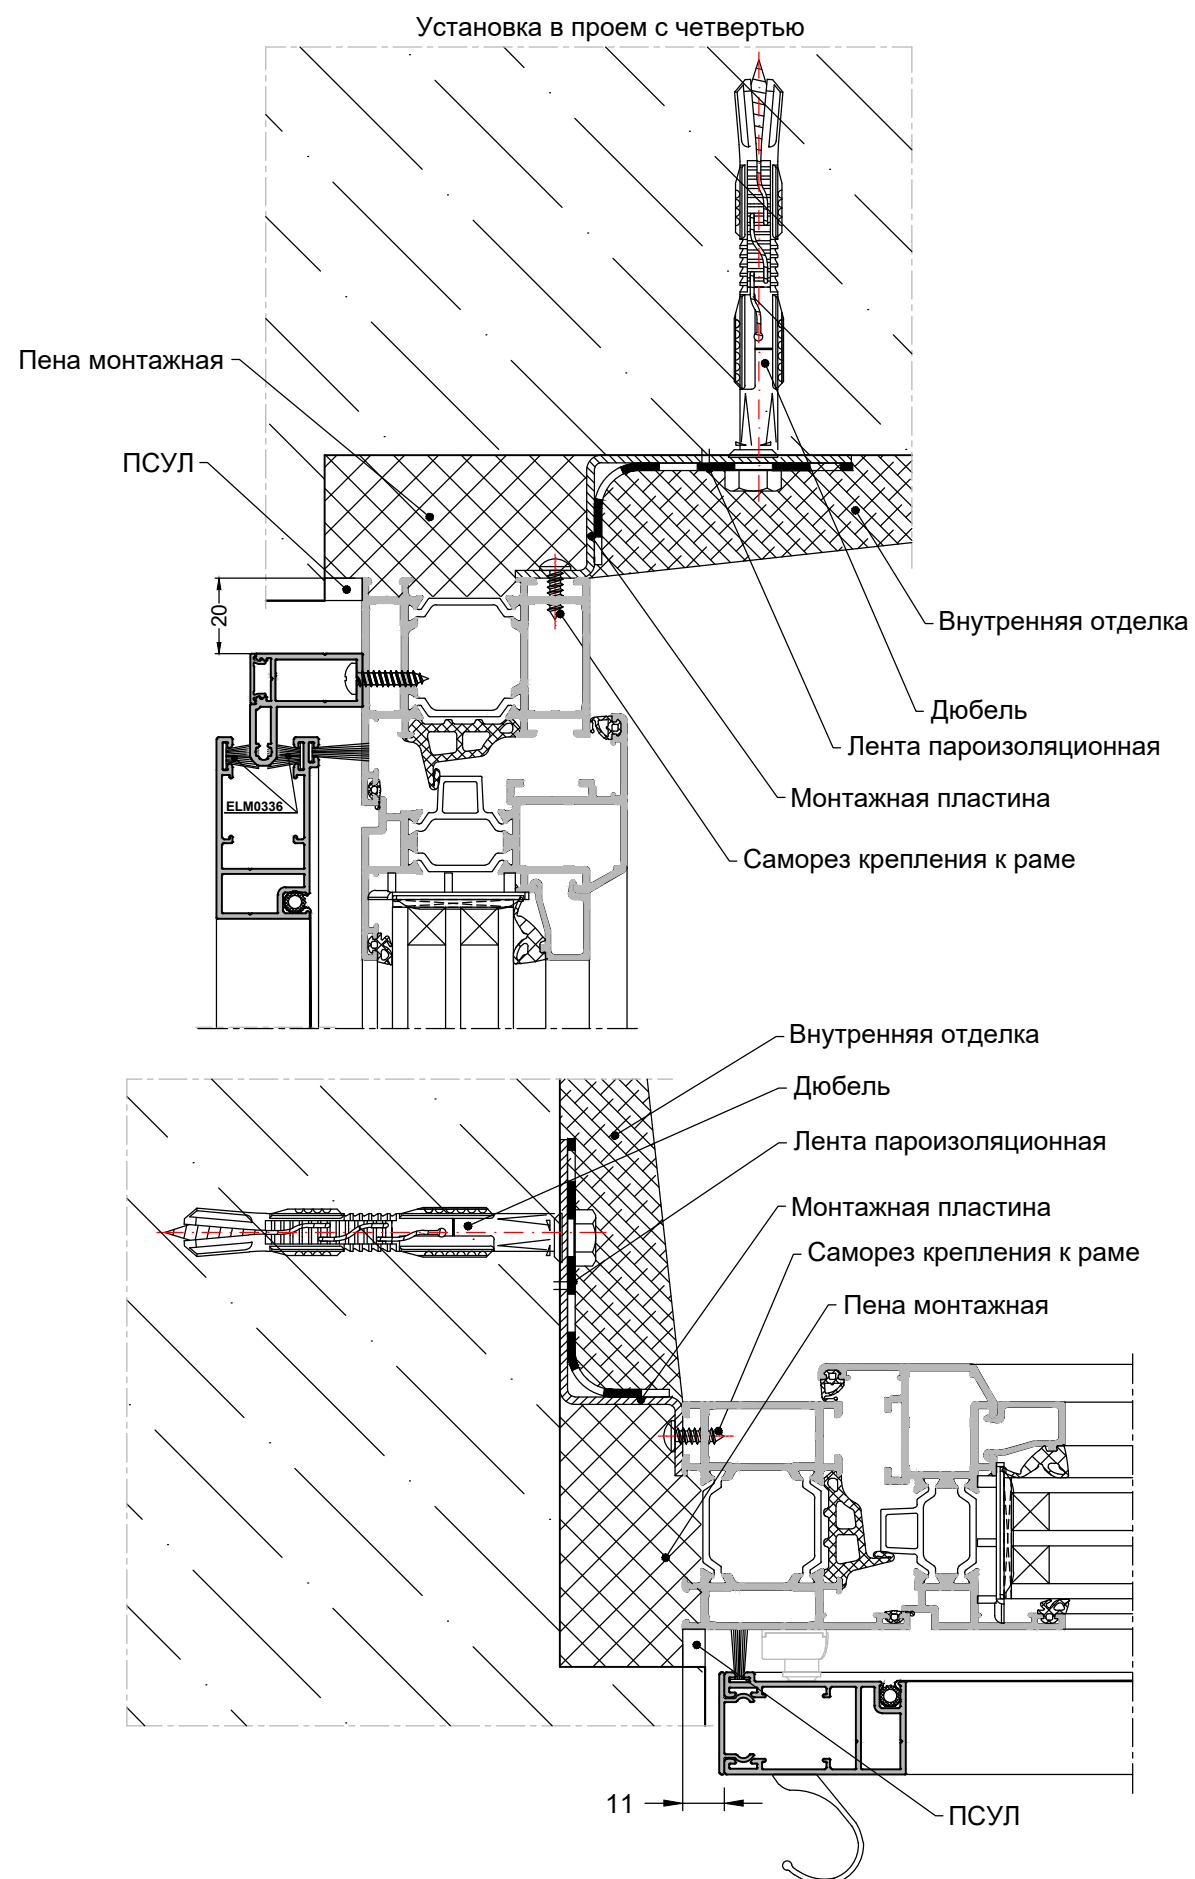 Установка в проем с четвертью
Пена монтажная
ПСУЛ
20
Внутренняя отделка
Дюбель
Лента пароизоляционная
Монтажная пластина
ELM0336
Саморез крепления к раме
Внутренняя отделка
Дюбель
Лента пароизоляционная
Монтажная пластина
Саморез крепления к раме
Пена монтажная
11
ПСУЛ